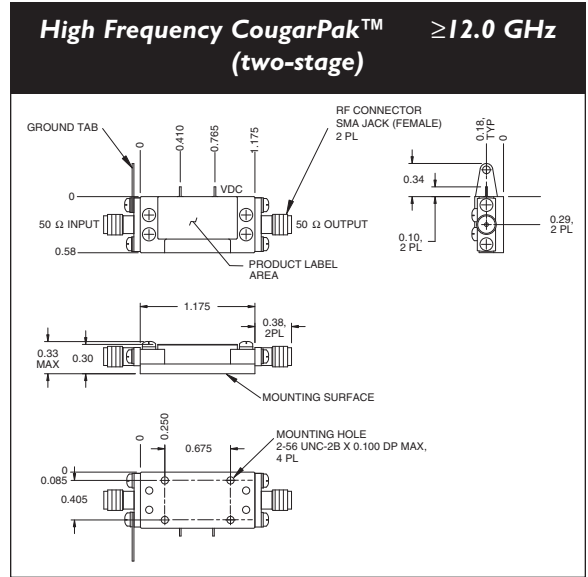 High Frequency CougarPak™ ≥12.0 GHz
(two-stage)
RF CONNECTOR
SMA JACK (FEMALE)
2 PL
GROUND TAB
0
0.410
0.765
1.175
0.18,
TYP
0
0.34
0
VDC
50 Ω INPUT
50 Ω OUTPUT
0.10,
2 PL
0.29,
2 PL
0.58
PRODUCT LABEL
AREA
1.175
0.38,
2PL
0.33
MAX
0.30
MOUNTING SURFACE
0
0.250
0.675
MOUNTING HOLE
2-56 UNC-2B X 0.100 DP MAX,
4 PL
0
0.085
0.405